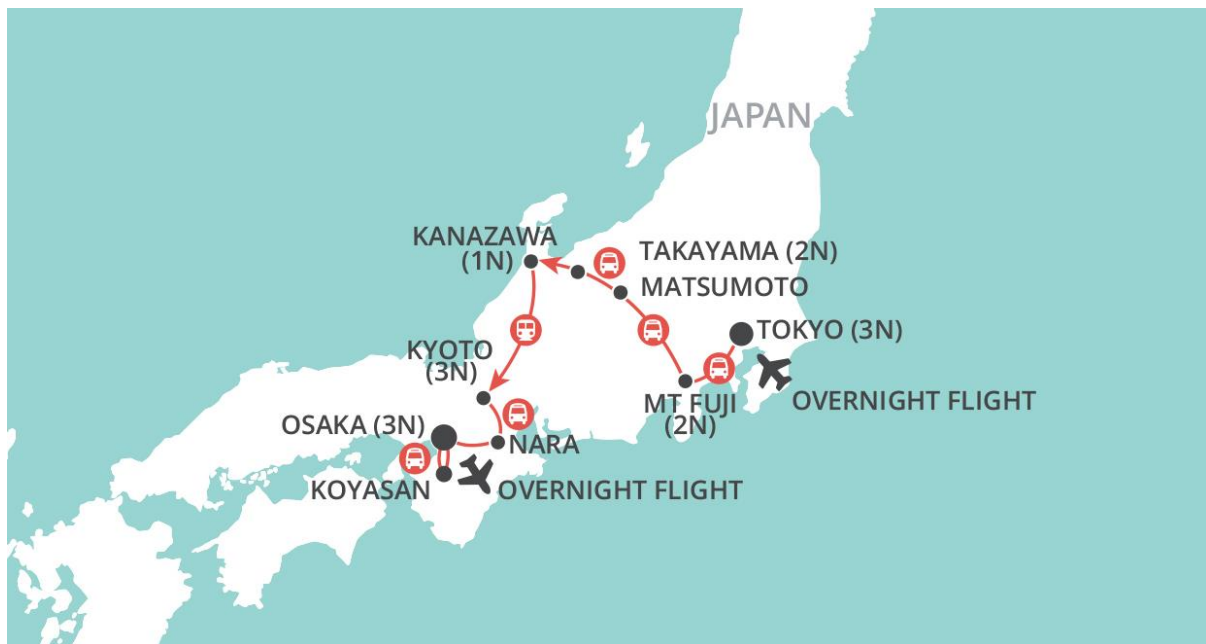 JAPAN
KANAZAWA
(1N)
TAKAYAMA (2N)
MATSUMOTO
TOKYO (3N)
KYOTO
(3N)
MT FUJI
(2N)
OVERNIGHT FLIGHT
OSAKA (3N)
NARA
KOYASAN
OVERNIGHT FLIGHT